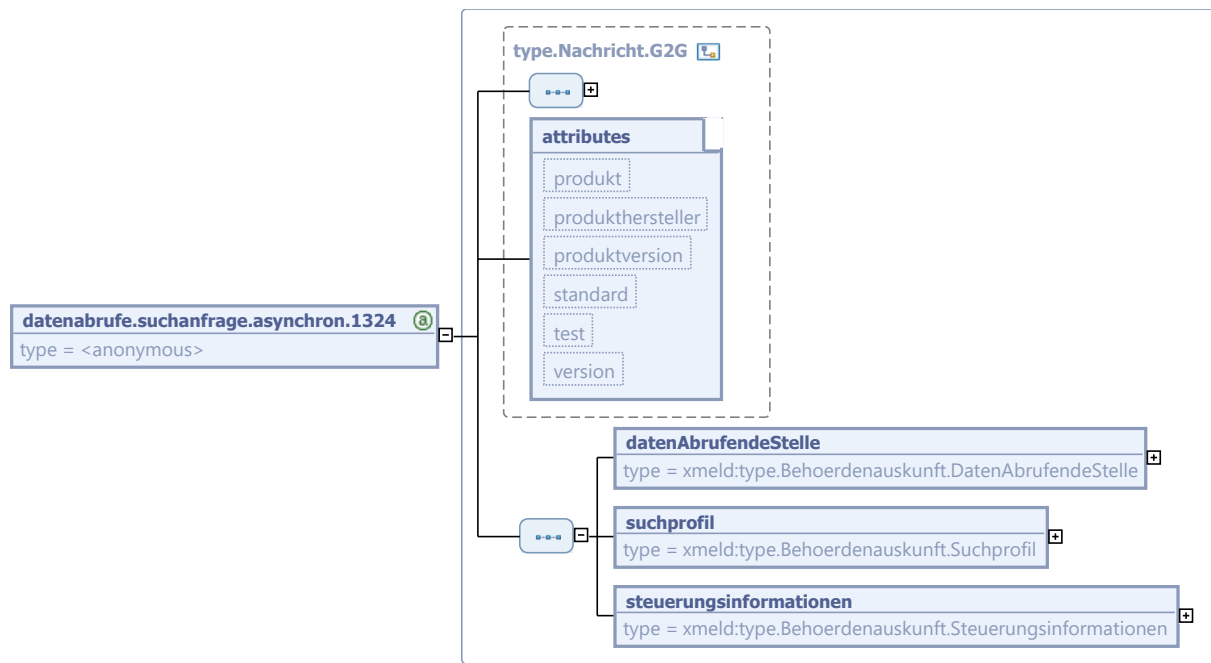 type.Nachricht.G2G
attributes
produkt
produkthersteller
produktversion
standard
test
version
datenabrufe.suchanfrage.asynchron.1324 a
type = <anonymous>
datenAbrufendeStelle
type = xmeld:type.Behoerdenauskunft.DatenAbrufendeStelle
suchprofil
type = xmeld:type.Behoerdenauskunft.Suchprofil
steuerungsinformationen
type = xmeld:type.Behoerdenauskunft.Steuerungsinformationen